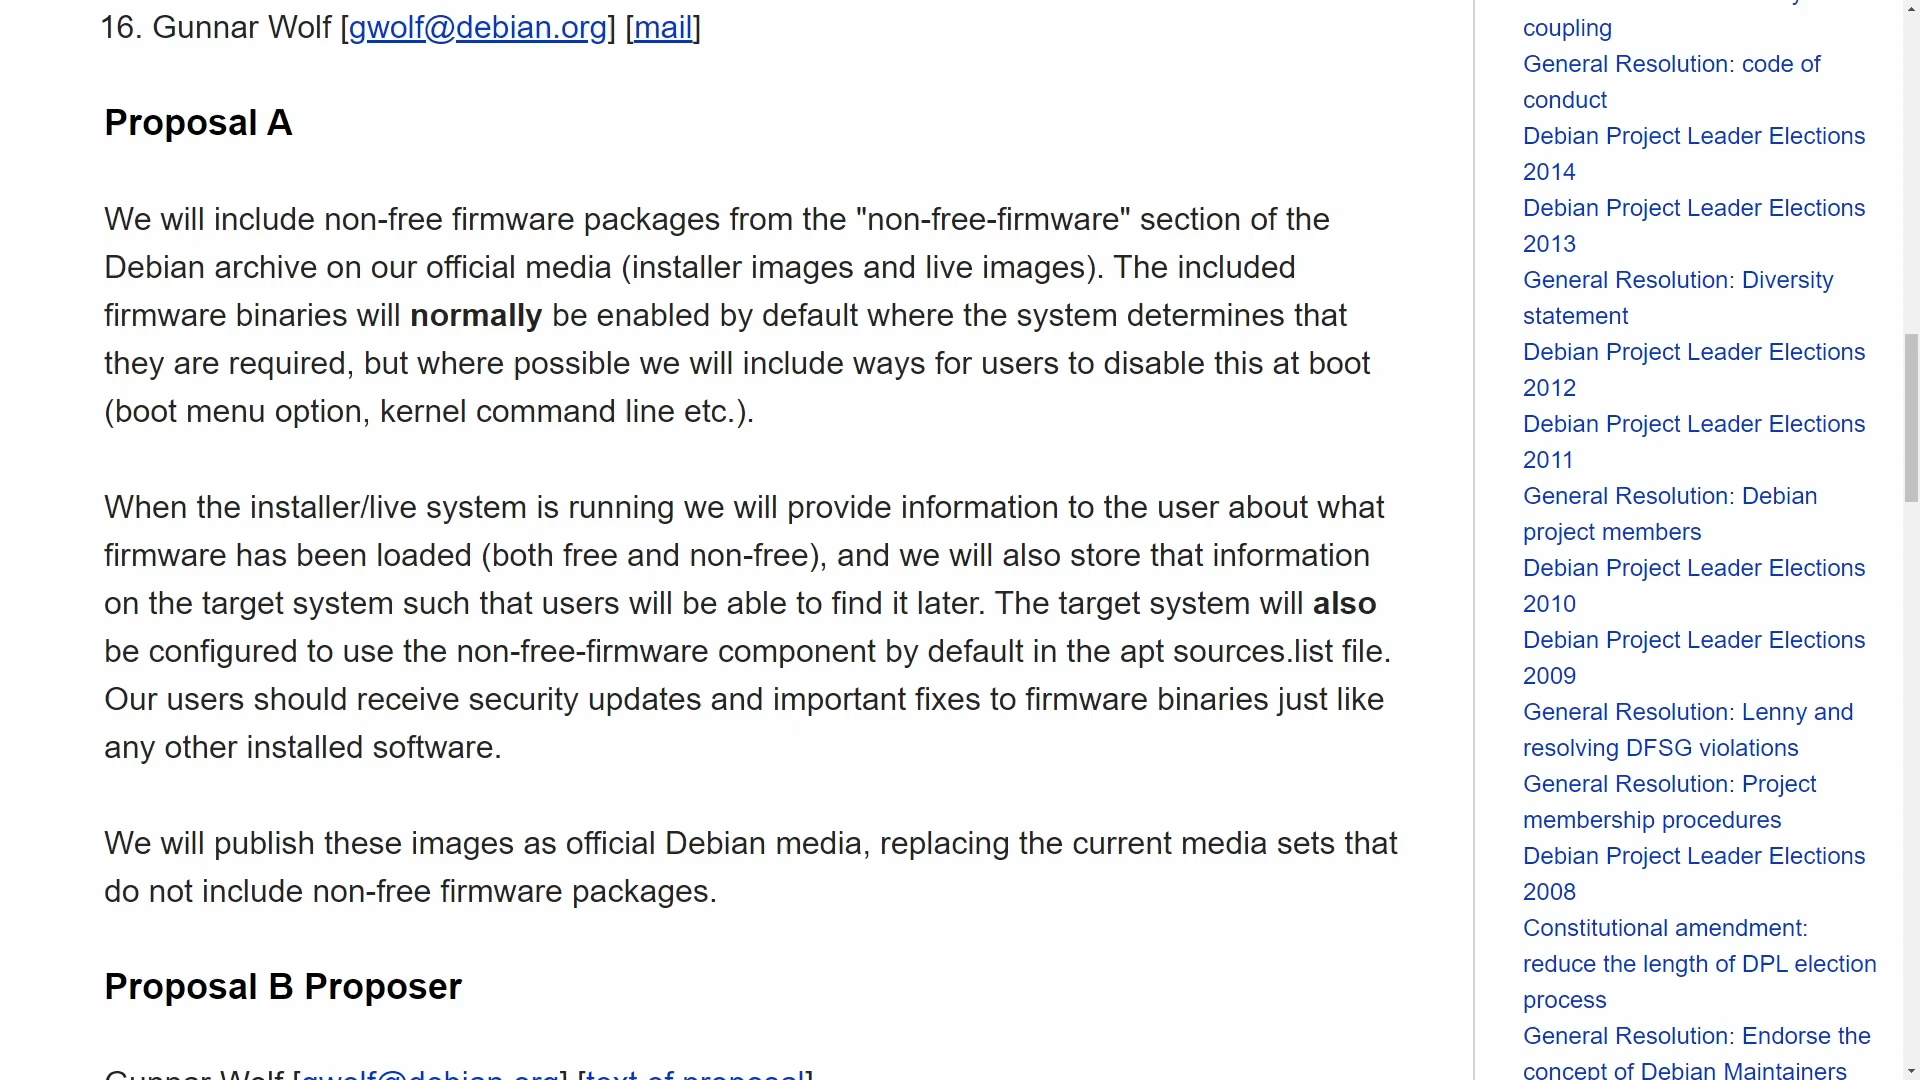 16. Gunnar Wolf [gwolf@debian.org] [mail]
Proposal A
We will include non-free firmware packages from the "non-free-firmware" section of the
Debian archive on our official media (installer images and live images). The included
firmware binaries will normally be enabled by default where the system determines that
they are required, but where possible we will include ways for users to disable this at boot
(boot menu option, kernel command line etc.).
When the installer/live system is running we will provide information to the user about what
firmware has been loaded (both free and non-free), and we will also store that information
on the target system such that users will be able to find it later. The target system will also
be configured to use the non-free-firmware component by default in the apt sources.list file.
Our users should receive security updates and important fixes to firmware binaries just like
any other installed software.
We will publish these images as official Debian media, replacing the current media sets that
do not include non-free firmware packages.
Proposal B Proposer
Gunnar Wolf [gwolf@debian.org] [text of proposal]
coupling
General Resolution: code of
conduct
Debian Project Leader Elections
2014
Debian Project Leader Elections
2013
General Resolution: Diversity
statement
Debian Project Leader Elections
2012
Debian Project Leader Elections
2011
General Resolution: Debian
project members
Debian Project Leader Elections
2010
Debian Project Leader Elections
2009
General Resolution: Lenny and
resolving DFSG violations
General Resolution: Project
membership procedures
Debian Project Leader Elections
2008
Constitutional amendment:
reduce the length of DPL election
process
General Resolution: Endorse the
concept of Debian Maintainers